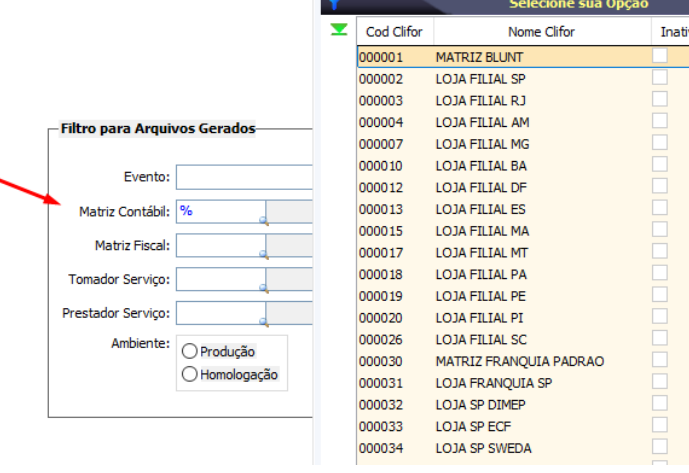 Selecione sua Opção
Cod Clifor Nome Clifor
000001 MATRIZ BLUNT
000002 LOJA FILIAL SP
000003 LOJA FILIAL RJ
000004 LOJA FILIAL AM
000007 LOJA FILIAL MG
000010 LOJA FILIAL BA
000012 LOJA FILIAL DF
000013 LOJA FILIAL ES
000015 LOJA FILIAL MA
000017 LOJA FILIAL MT
000018 LOJA FILIAL PA
000019 LOJA FILIAL PE
000020 LOJA FILIAL PI
000026 LOJA FILIAL SC
000030 MATRIZ FRANQUIA PADRAO
000031 LOJA FRANQUIA SP
000032 LOJA SP DIMEP
000033 LOJA SP ECF
000034 LOJA SP SWEDA
Filtro para Arquivos Gerados
Evento:
Matriz Contábil: %
Matriz Fiscal:
Tomador Serviço:
Prestador Serviço:
Ambiente:
Produção
Homologação